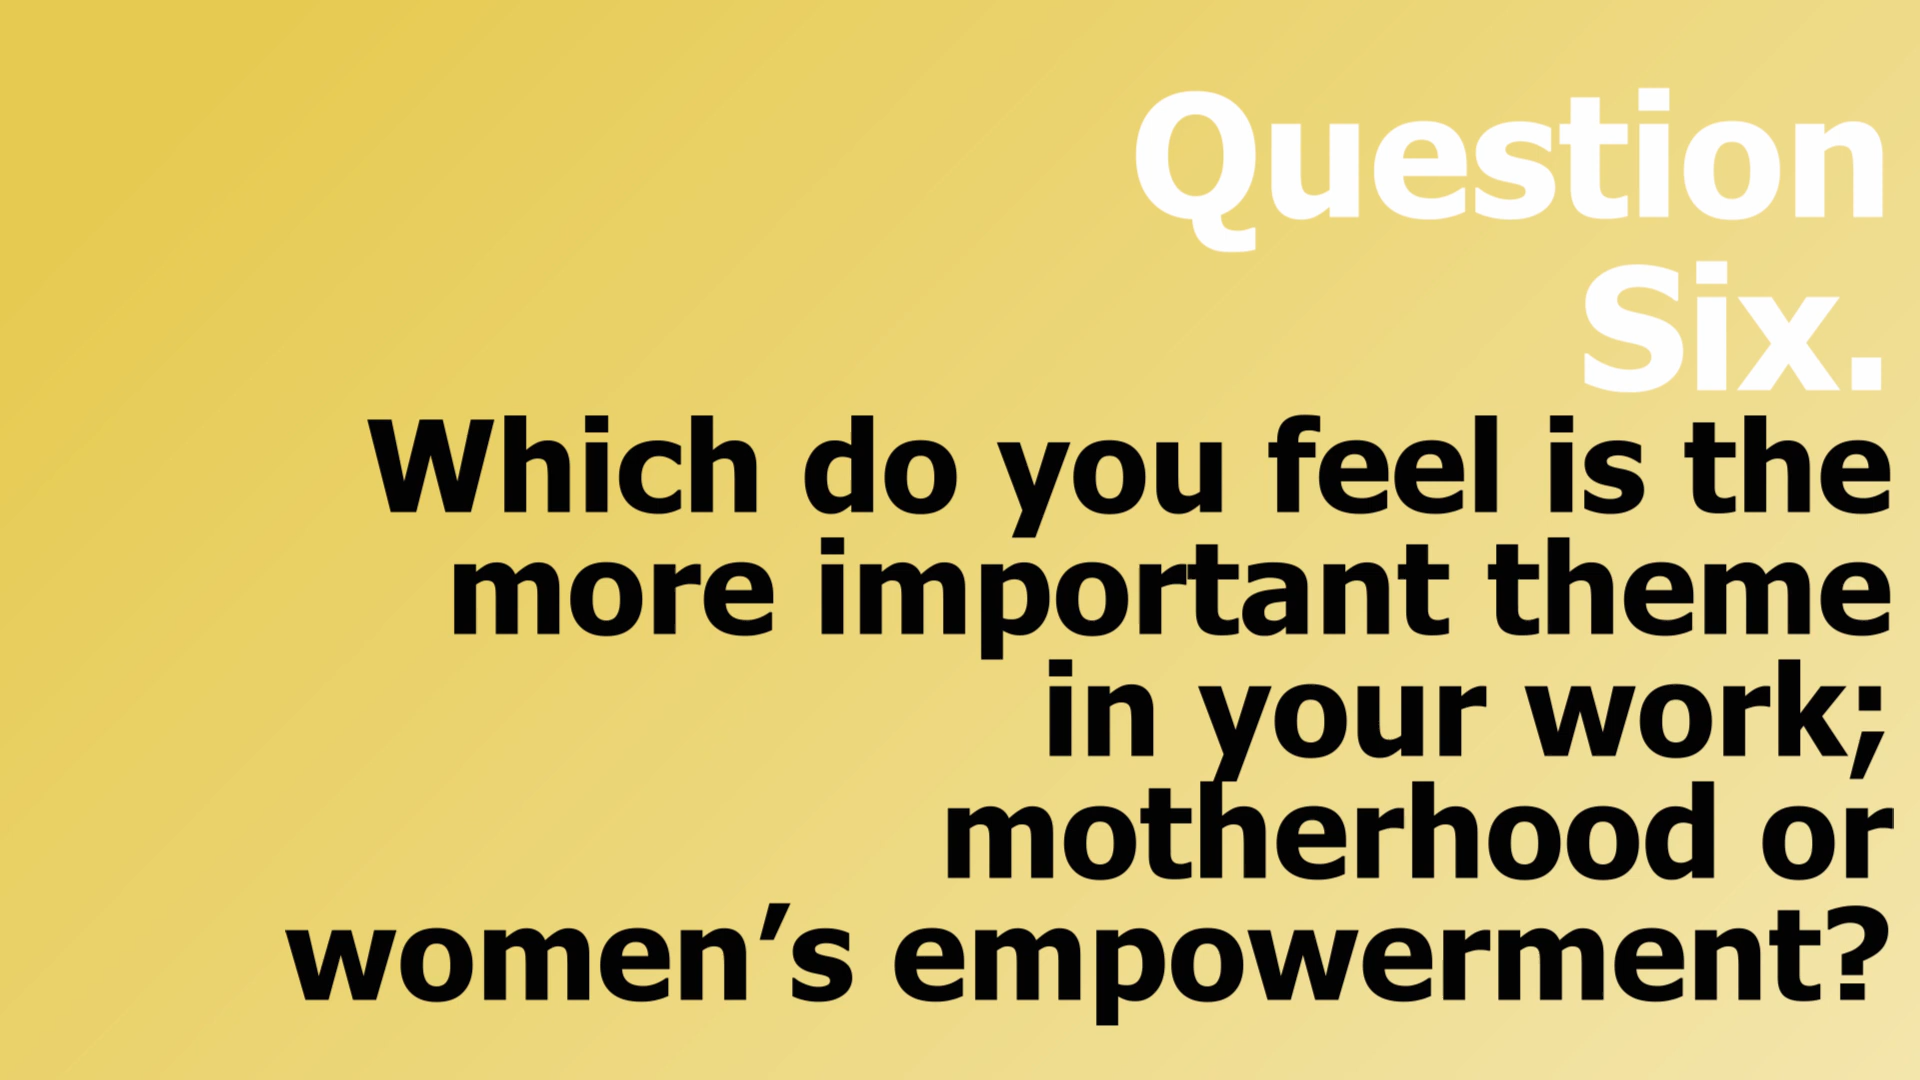 Question
Six.
Which do you feel is the
more important theme
in your work;
motherhood or
women’s empowerment?